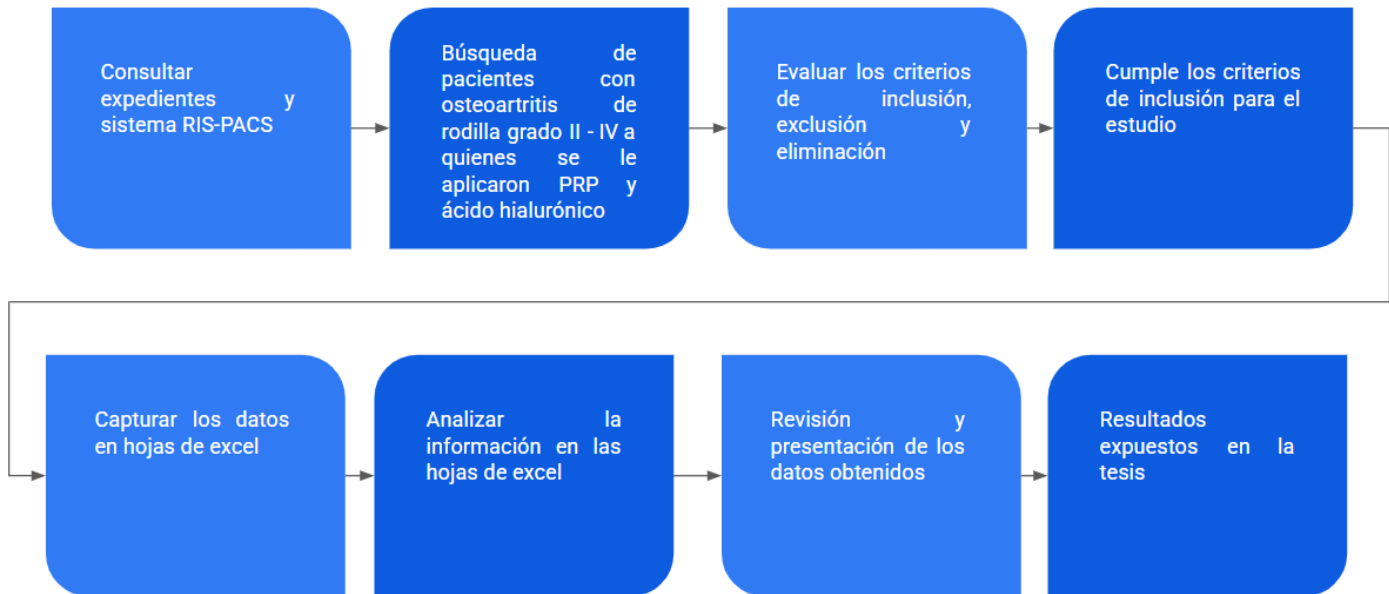 Consultar
expedientes y
sistema RIS-PACS
Búsqueda de
pacientes con
osteoartritis de
rodilla grado II - IV a
quienes se le
aplicaron PRP y
ácido hialurónico
Evaluar los criterios
de inclusión,
exclusión y
eliminación
Cumple los criterios
de inclusión para el
estudio
Capturar los datos
en hojas de excel
Analizar la
información en las
hojas de excel
Revisión y
presentación de los
datos obtenidos
Resultados
expuestos en la
tesis